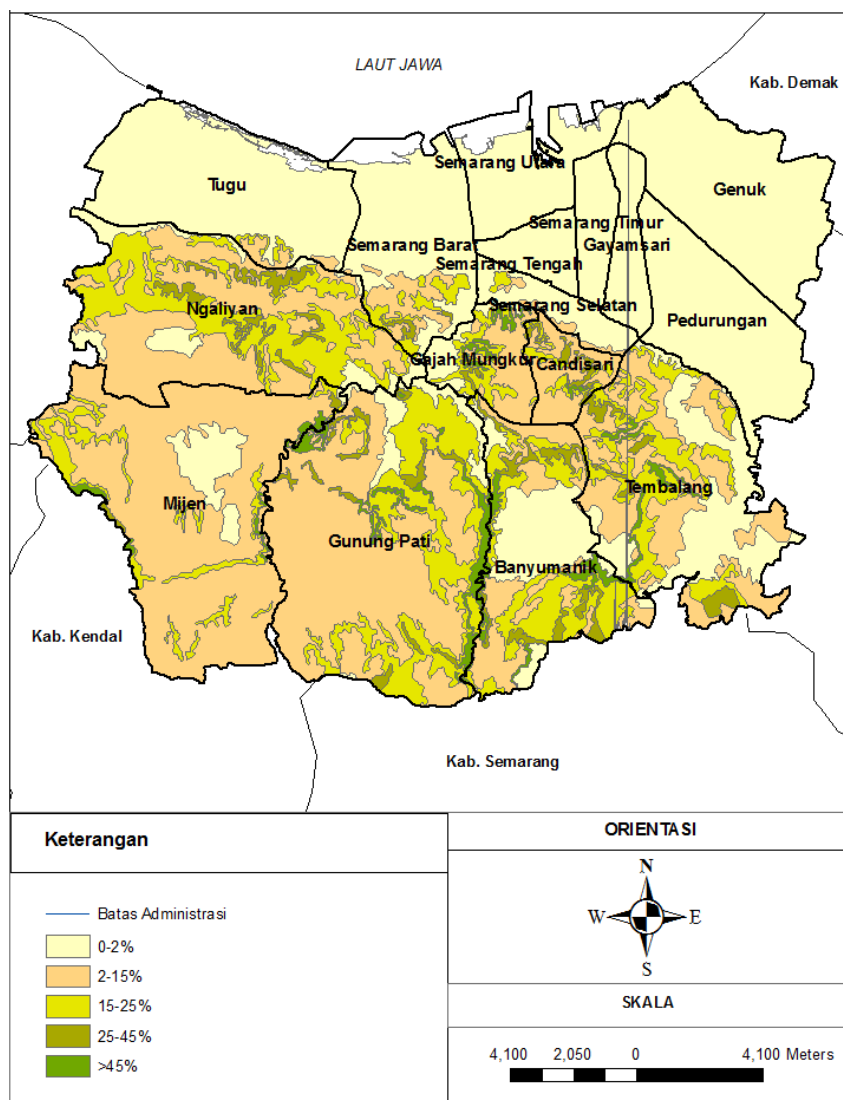 LAUT JAWA
Kab. Demak
Semarang Utara
Tugu
Genuk
Semarang Timur
Semarang Barat
Gayamsari
Semarang Tengah
Ngaliyan
Semarang Selatan
Pedurungan
Gajah Mungkur
Candisari
Tembalang
Mijen
Gunung Pati
Banyumanik
Kab. Kendal
Kab. Semarang
Keterangan
Batas Administrasi
0-2%
2-15%
15-25%
25-45%
>45%
ORIENTASI
N
W
E
S
SKALA
4,100 2,050 0 4,100 Meters